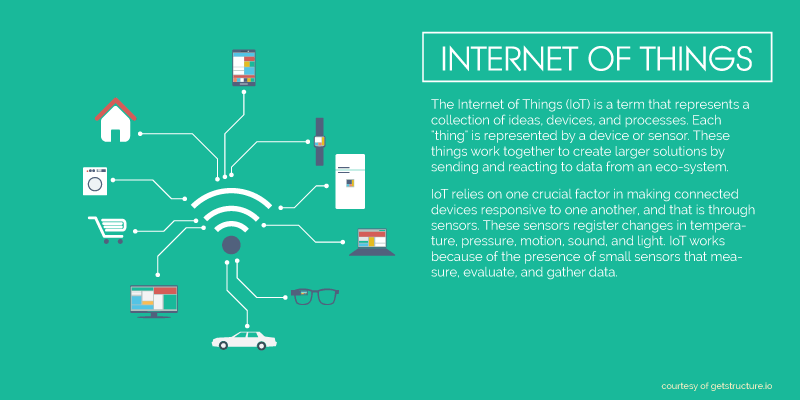 INTERNET OF THINGS
The Internet of Things (IoT) is a term that represents a
collection of ideas, devices, and processes. Each
"thing" is represented by a device or sensor. These
things work together to create larger solutions by
sending and reacting to data from an eco-system.
IoT relies on one crucial factor in making connected
devices responsive to one another, and that is through
sensors. These sensors register changes in tempera-
ture, pressure, motion, sound, and light. IoT works
because of the presence of small sensors that mea-
sure, evaluate, and gather data.
courtesy of getstructure.io